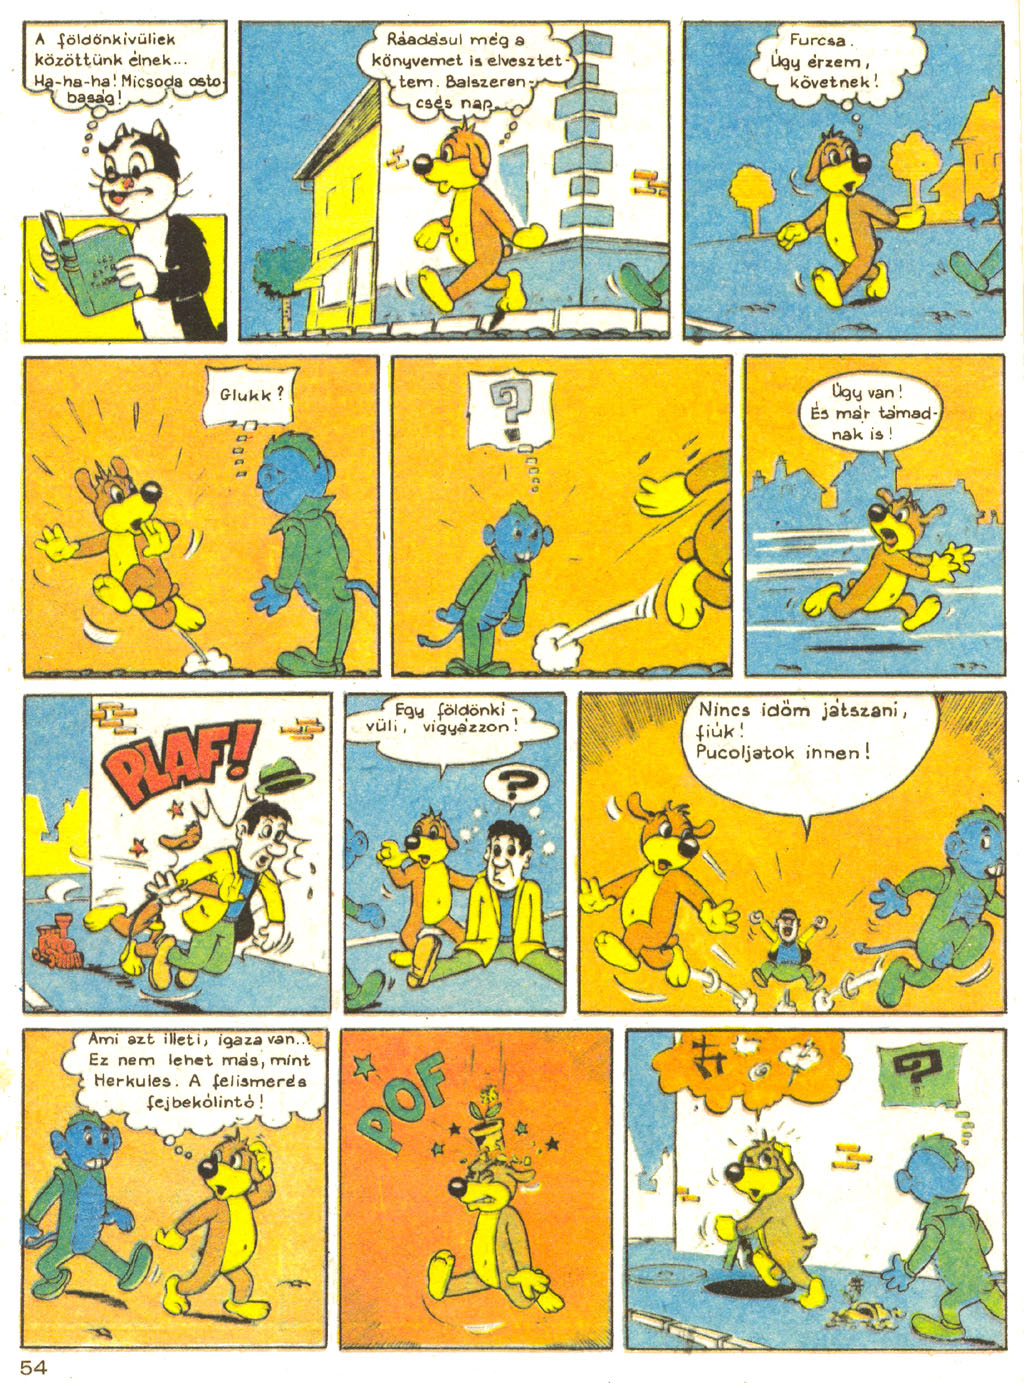 A földönkívüliek
közöttünk élnek...
Ha-ha-ha! Micsoda osto-
baság!
Ráadásul még a
könyvemet is elvesztet-
tem. Balszeren-
csés nap...
Furcsa.
Úgy érzem,
követnek!
Glukk?
?
Úgy van!
És már támad-
nak is!
PLAF!
Egy földönkí-
vüli, vigyázzon!
?
Nincs időm játszani,
fiúk!
Pucoljatok innen!
Ami azt illeti, igaza van...
Ez nem lehet más, mint
Herkules. A felismerés
fejbekólintó!
POF
?
54